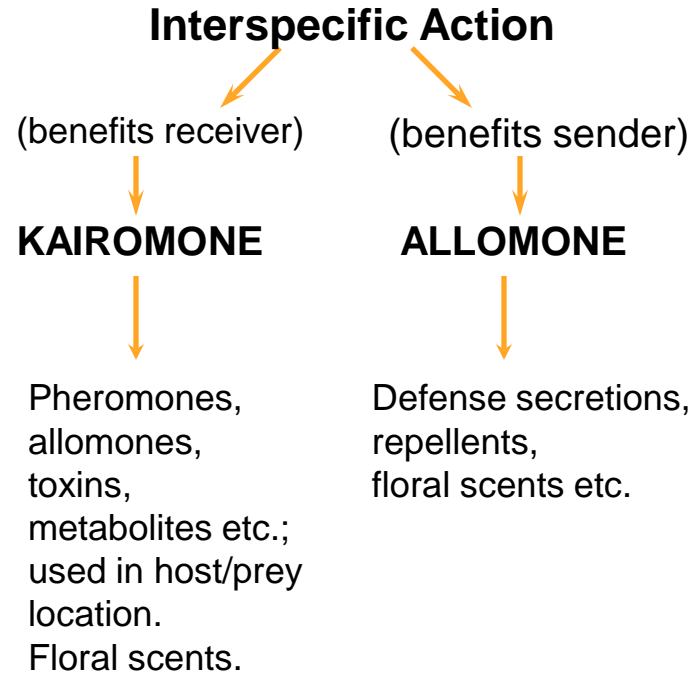 Interspecific Action
(benefits receiver)
(benefits sender)
KAIROMONE
ALLOMONE
Pheromones,
allomones,
toxins,
metabolites etc.;
used in host/prey
location.
Floral scents.
Defense secretions,
repellents,
floral scents etc.